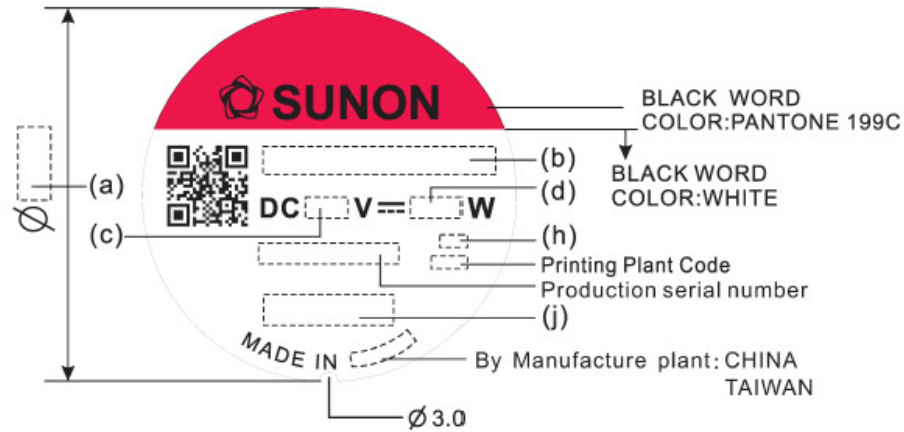 SUNON
BLACK WORD
COLOR:PANTONE 199C
(b)
BLACK WORD
COLOR:WHITE
(a)
(d)
DC V W
(c)
(h)
Printing Plant Code
Production serial number
(j)
MADE IN
By Manufacture plant: CHINA
TAIWAN
Ø
Ø 3.0